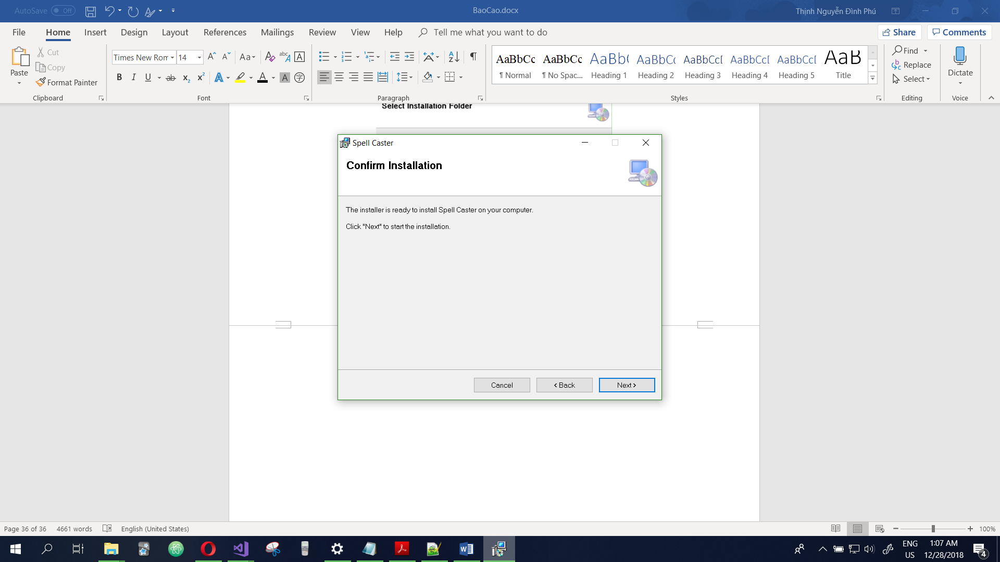 AutoSave Off
BaoCao.docx
Thịnh Nguyễn Đình Phú
File Home Insert Design Layout References Mailings Review View Help Tell me what you want to do
Share Comments
Paste
Cut
Copy
Format Painter
Clipboard
Times New Ron 14
Font
Paragraph
AaBbCc AaBbCc AaBb( AaBbCc AaBbCcI AaBbCcI AaBbCcI AaB
¶ Normal ¶ No Spac... Heading 1 Heading 2 Heading 3 Heading 4 Heading 5 Title
Styles
Find
Replace
Select
Editing
Dictate
Voice
Select Installation Folder
Spell Caster
Confirm Installation
The installer is ready to install Spell Caster on your computer.
Click "Next" to start the installation.
Cancel < Back Next >
Page 36 of 36 4661 words English (United States) 100%
ENG
US
1:07 AM
12/28/2018
4